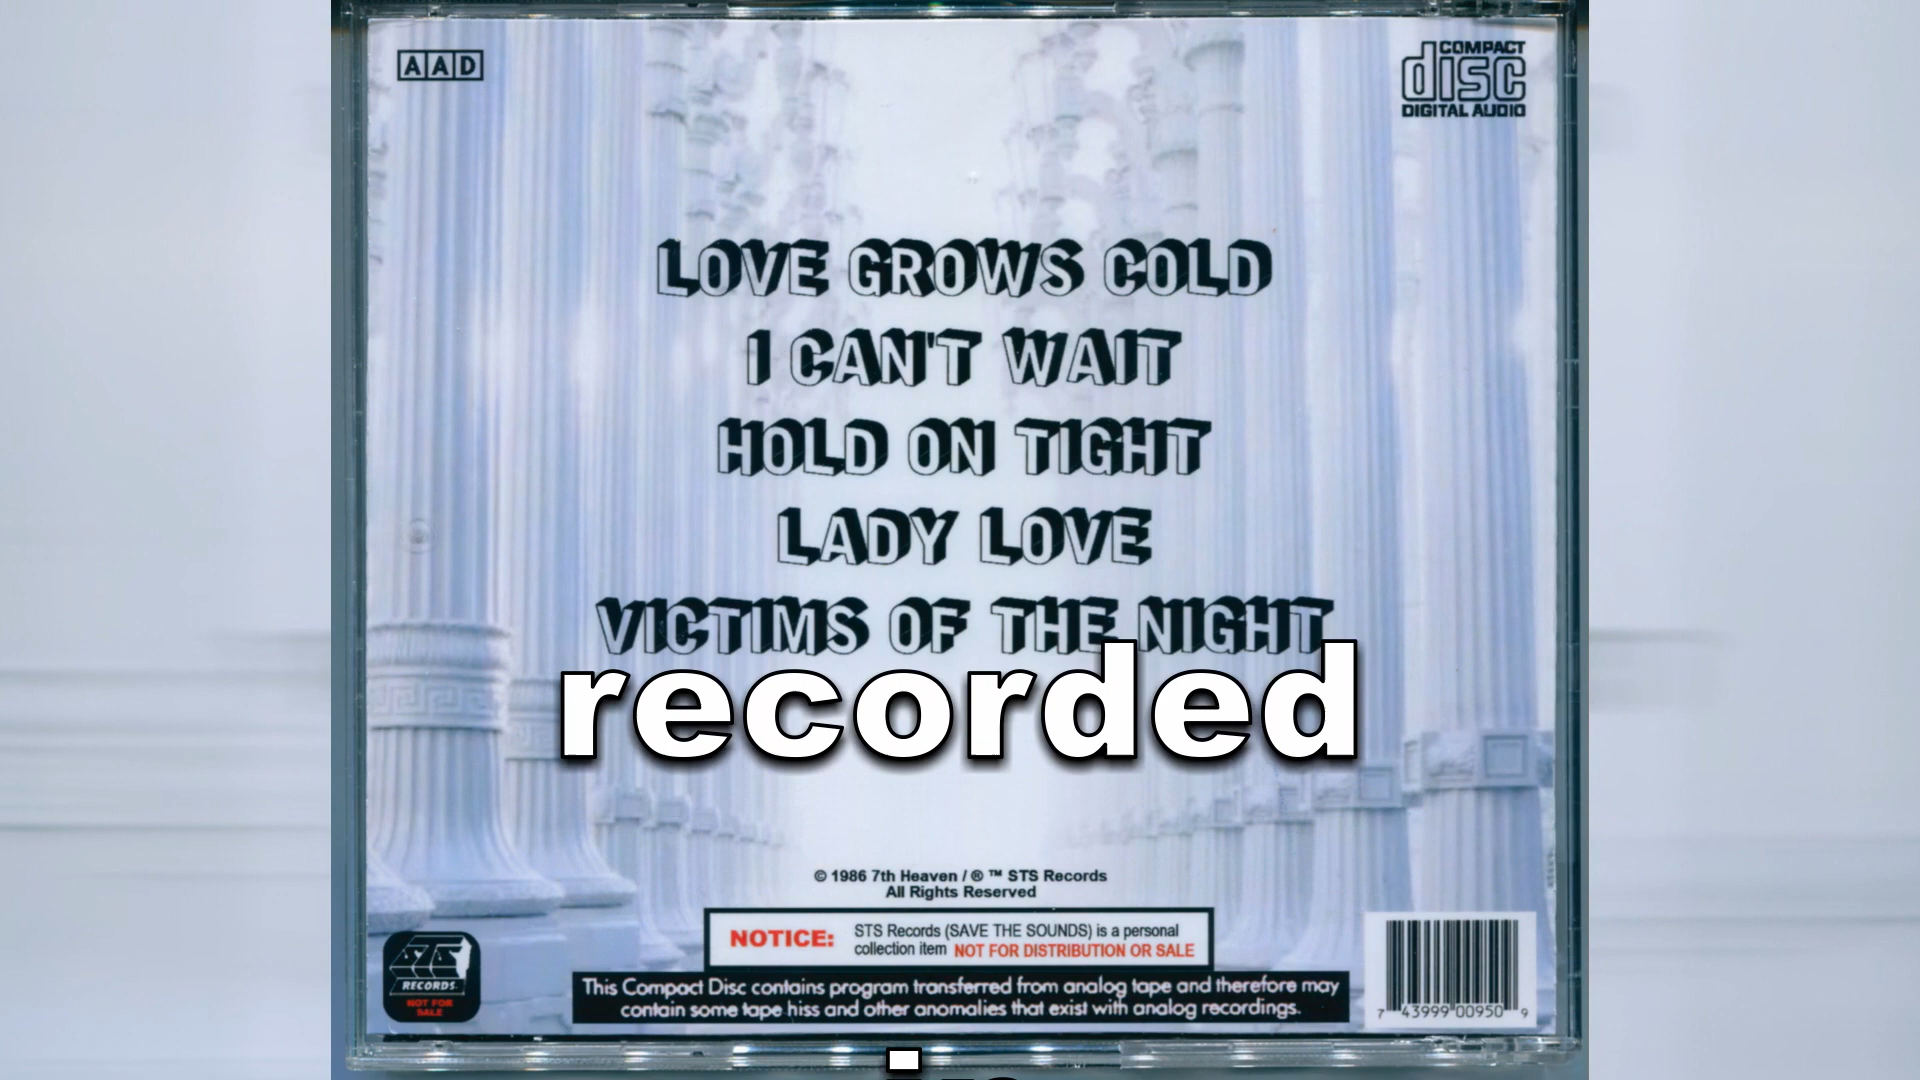 AAD
COMPACT
disc
DIGITAL AUDIO
LOVE GROWS COLD
I CAN'T WAIT
HOLD ON TIGHT
LADY LOVE
VICTIMS OF THE NIGHT
recorded
© 1986 7th Heaven / ® ™ STS Records
All Rights Reserved
NOTICE:
STS Records (SAVE THE SOUNDS) is a personal
collection item NOT FOR DISTRIBUTION OR SALE
STS
RECORDS
NOT FOR
SALE
This Compact Disc contains program transferred from analog tape and therefore may
contain some tape hiss and other anomalies that exist with analog recordings.
7 43999 00950 9